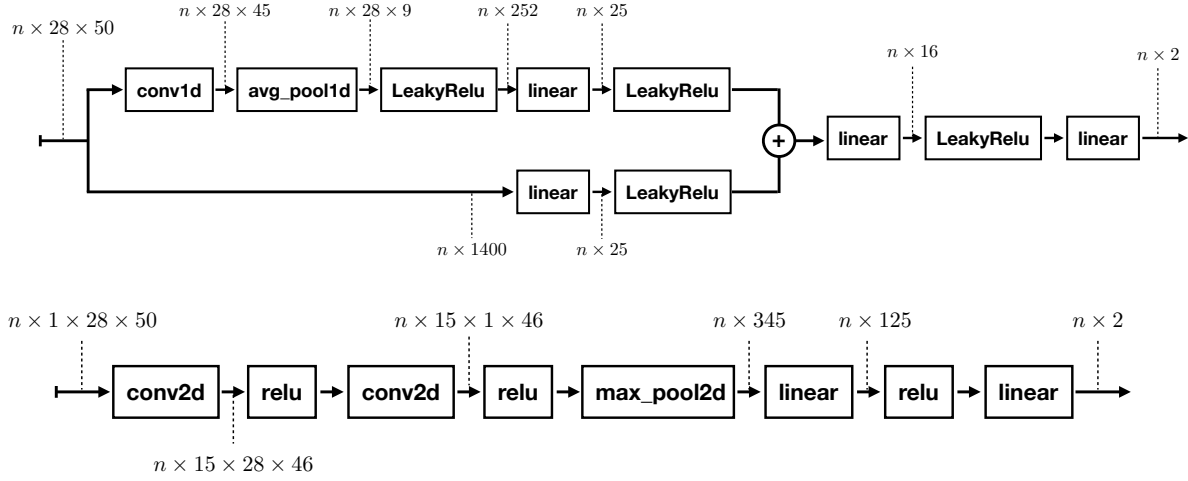 n × 28 × 50
n × 28 × 45
n × 28 × 9
n × 252
n × 25
n × 16
n × 2
conv1d
avg_pool1d
LeakyRelu
linear
LeakyRelu
+
linear
LeakyRelu
linear
linear
LeakyRelu
n × 1400
n × 25
n × 1 × 28 × 50
n × 15 × 1 × 46
n × 345
n × 125
n × 2
conv2d
relu
conv2d
relu
max_pool2d
linear
relu
linear
n × 15 × 28 × 46